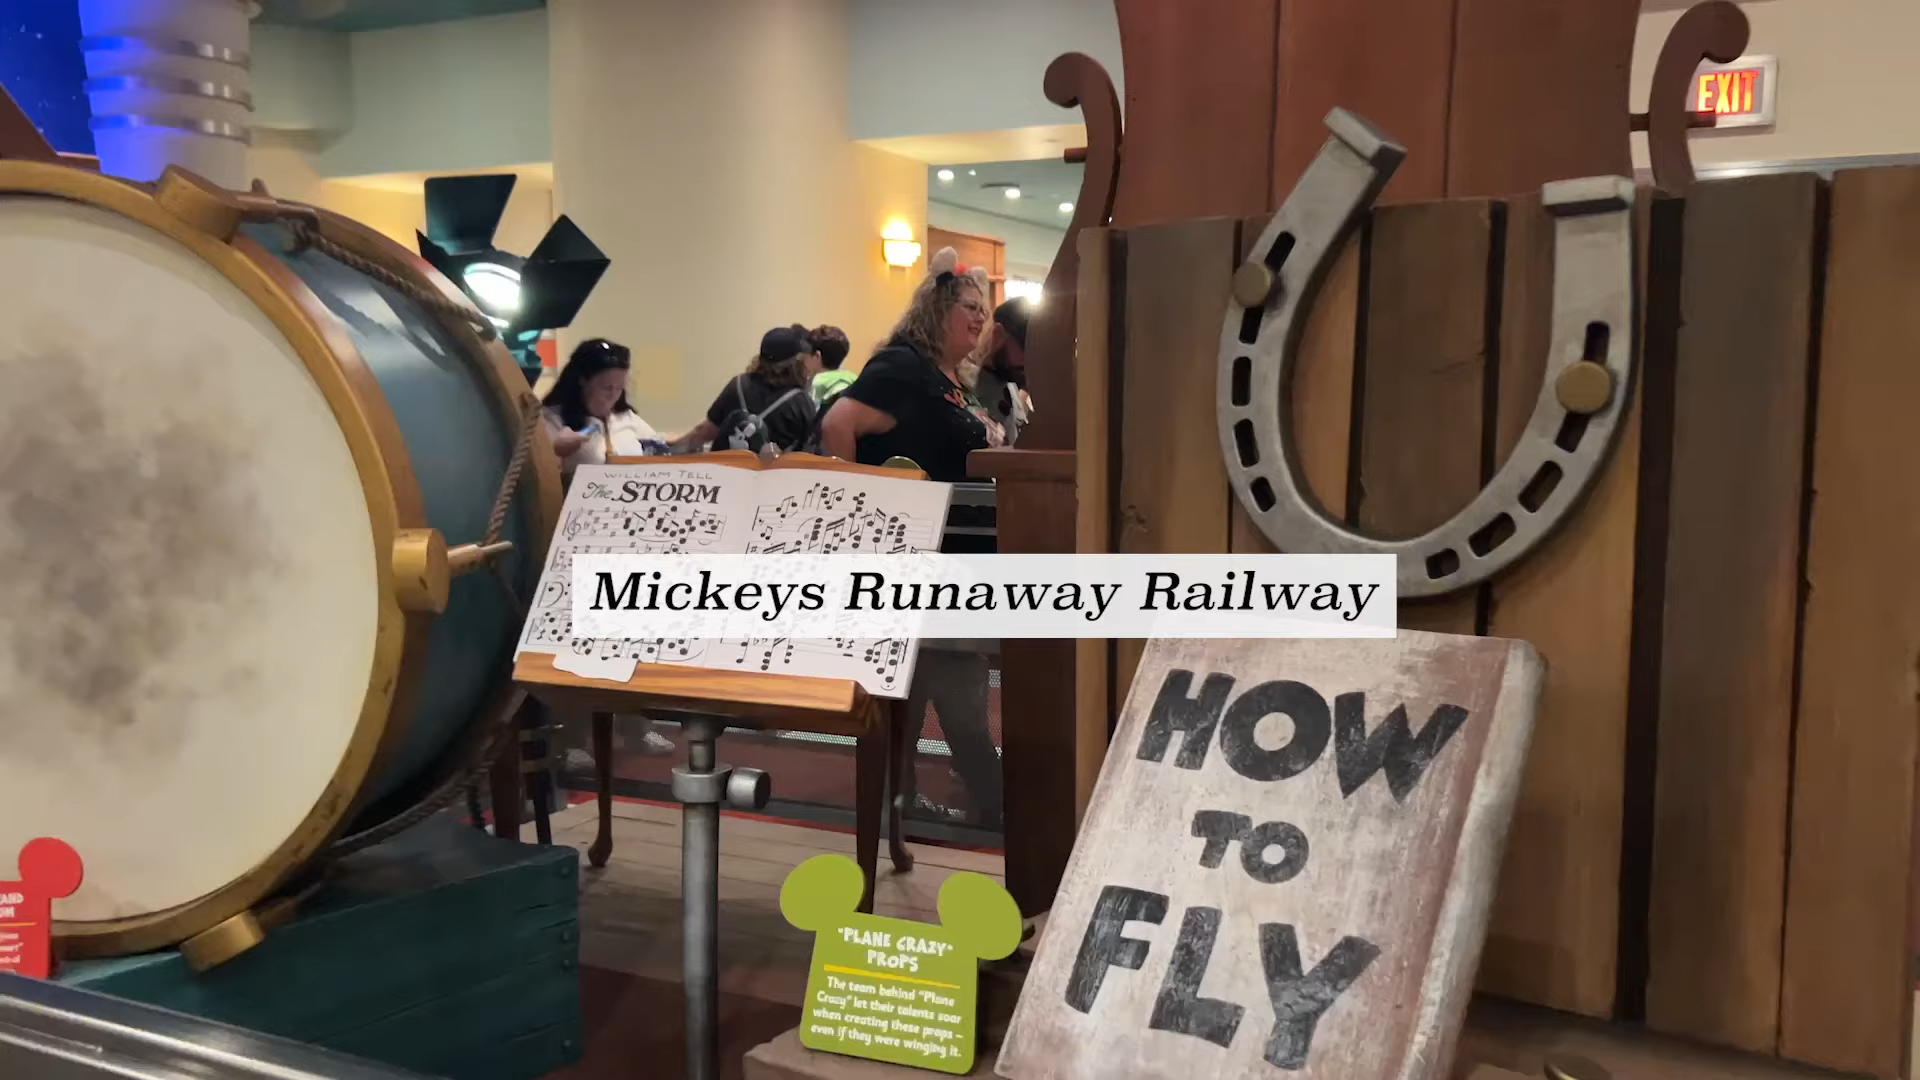 EXIT
WILLIAM TELL
The STORM
Mickeys Runaway Railway
HOW
TO
FLY
"PLANE CRAZY"
PROPS
The team behind "Plane
Crazy" let their talents soar
when creating these props –
even if they were winging it.